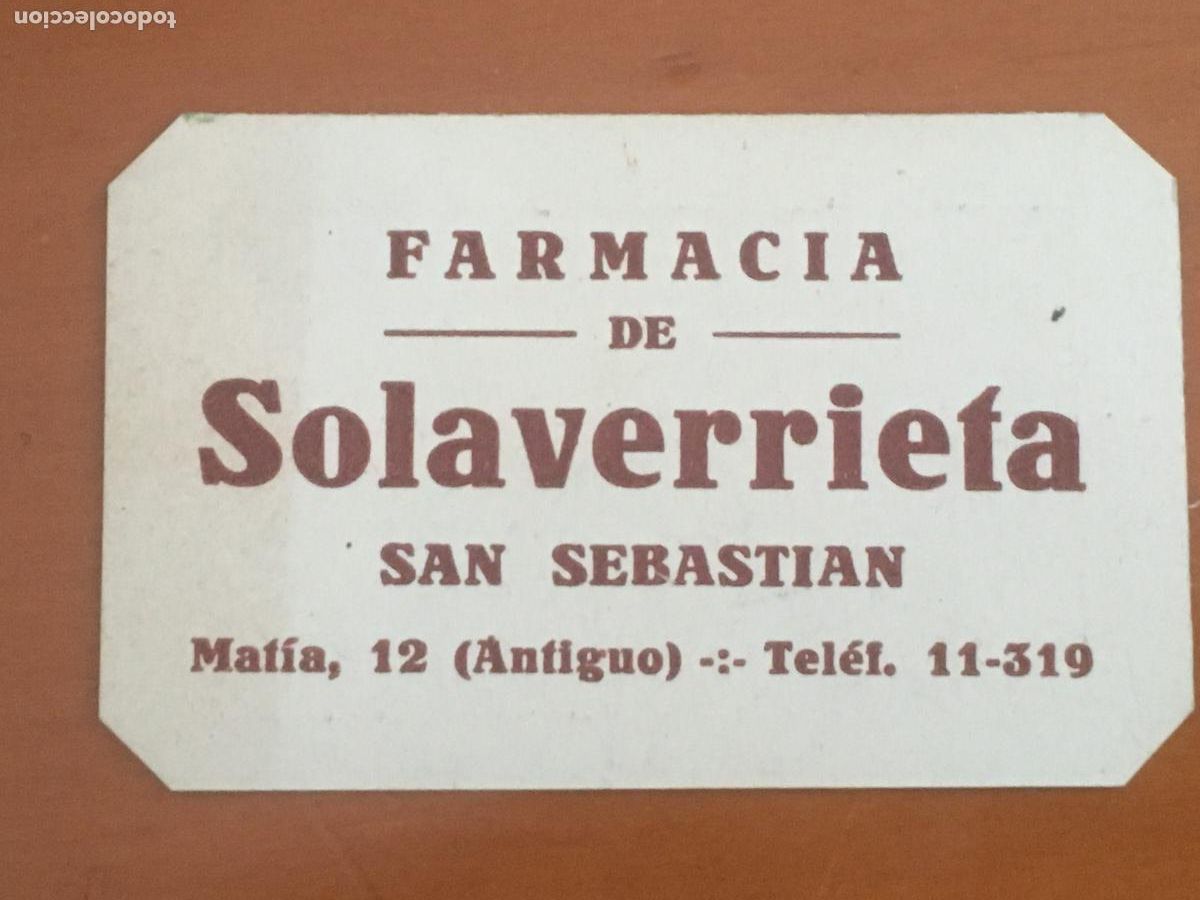 todocoleccion
FARMACIA
DE
Solaverrieta
SAN SEBASTIAN
Matía, 12 (Antiguo) -:- Teléf. 11-319